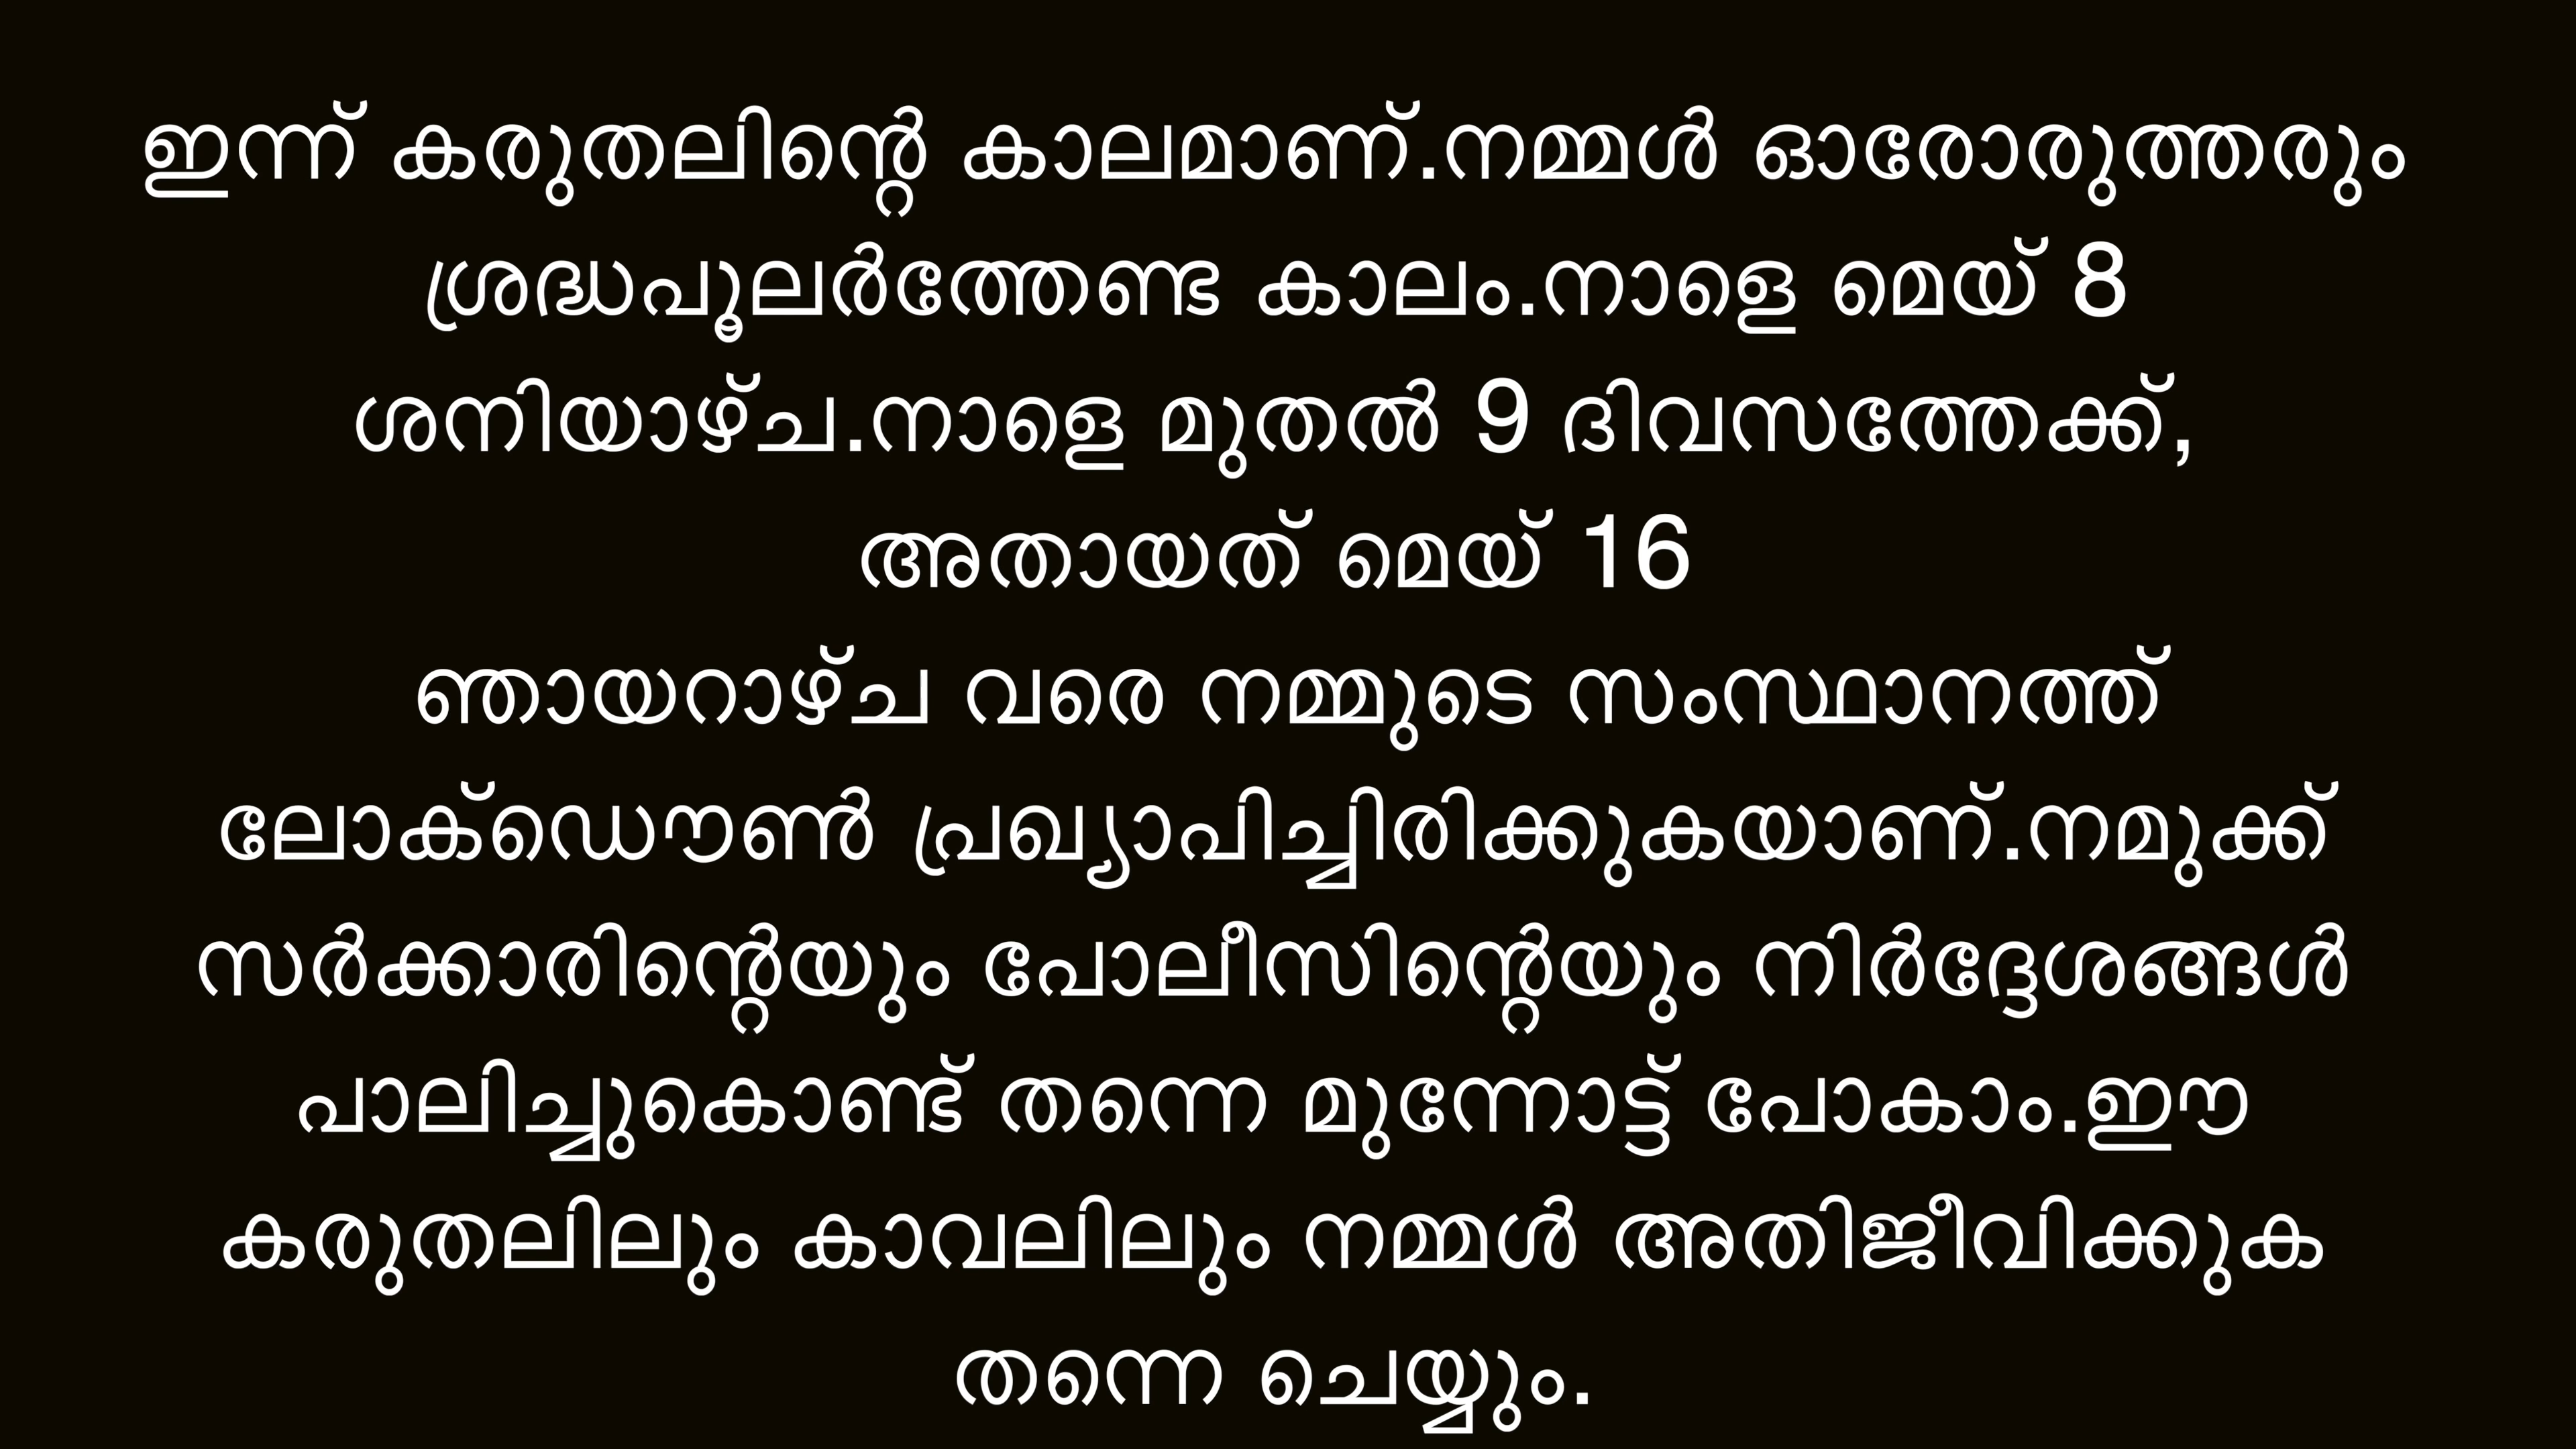 ഇന്ന് കരുതലിന്റെ കാലമാണ്.നമ്മൾ ഓരോരുത്തരും
ശ്രദ്ധപൂലർത്തേണ്ട കാലം.നാളെ മെയ് 8
ശനിയാഴ്ച.നാളെ മുതൽ 9 ദിവസത്തേക്ക്,
അതായത് മെയ് 16
ഞായറാഴ്ച വരെ നമ്മുടെ സംസ്ഥാനത്ത്
ലോക്ഡൌൺ പ്രഖ്യാപിച്ചിരിക്കുകയാണ്.നമുക്ക്
സർക്കാരിന്റെയും പോലീസിന്റെയും നിർദ്ദേശങ്ങൾ
പാലിച്ചുകൊണ്ട് തന്നെ മുന്നോട്ട് പോകാം.ഈ
കരുതലിലും കാവലിലും നമ്മൾ അതിജീവിക്കുക
തന്നെ ചെയ്യും.